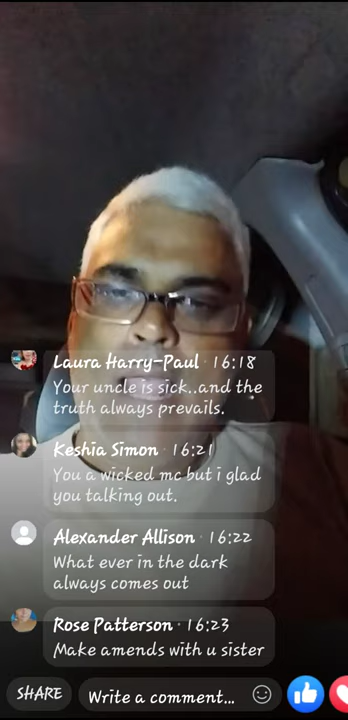 Laura Harry-Paul · 16:18
Your uncle is sick..and the
truth always prevails.
Keshia Simon · 16:21
You a wicked mc but i glad
you talking out.
Alexander Allison · 16:22
What ever in the dark
always comes out
Rose Patterson · 16:23
Make amends with u sister
SHARE
Write a comment...